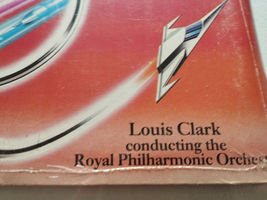 Louis Clark
conducting the
Royal Philharmonic Orches